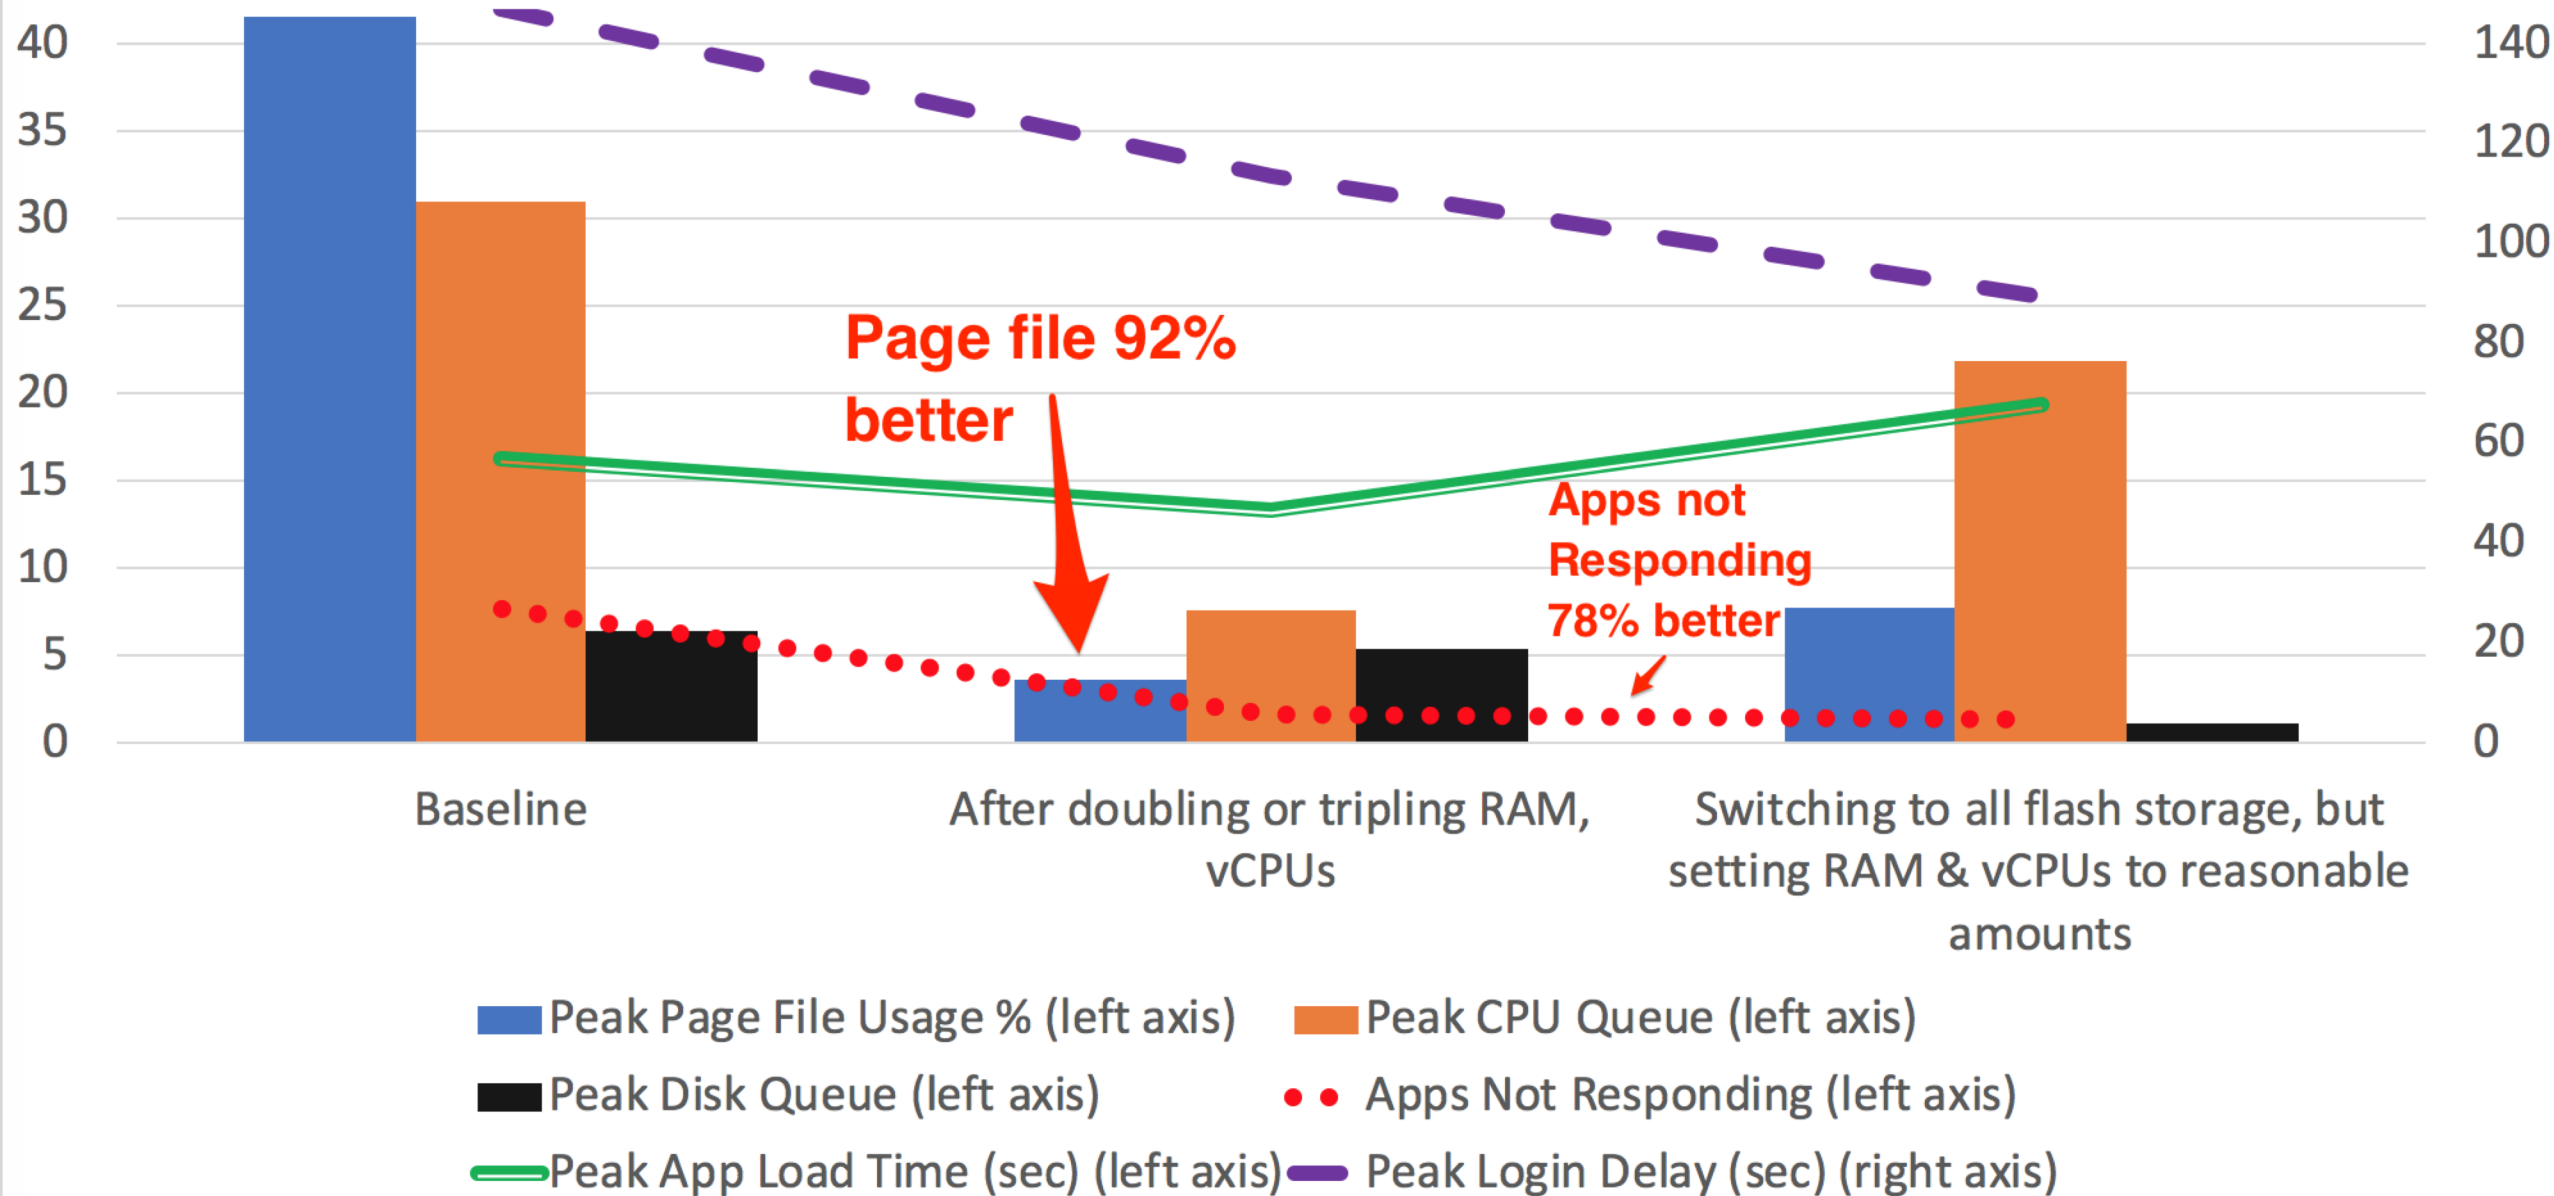 40
35
30
25
20
15
10
5
0
140
120
100
80
60
40
20
0
Page file 92%
better
Apps not
Responding
78% better
Baseline
After doubling or tripling RAM,
vCPUs
Switching to all flash storage, but
setting RAM & vCPUs to reasonable
amounts
Peak Page File Usage % (left axis)
Peak CPU Queue (left axis)
Peak Disk Queue (left axis)
Apps Not Responding (left axis)
Peak App Load Time (sec) (left axis)
Peak Login Delay (sec) (right axis)